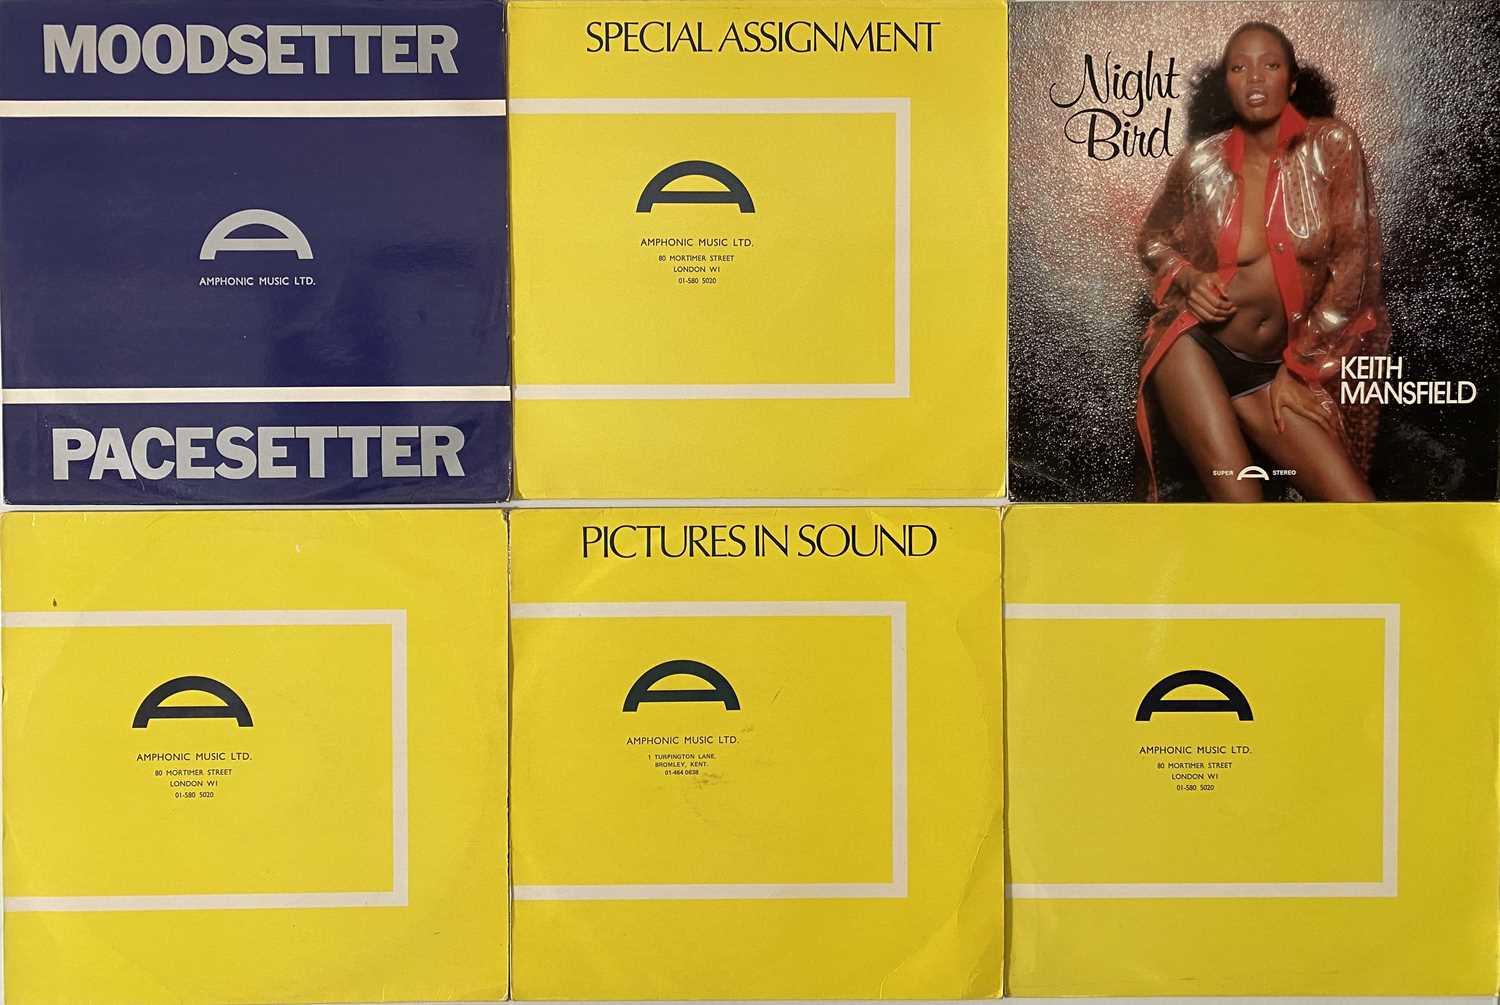 MOODSETTER
AMPHONIC MUSIC LTD.
PACESETTER
SPECIAL ASSIGNMENT
AMPHONIC MUSIC LTD.
80 MORTIMER STREET
LONDON W1
01-580 5020
Night
Bird
KEITH
MANSFIELD
SUPER STEREO
AMPHONIC MUSIC LTD.
80 MORTIMER STREET
LONDON W1
01-580 5020
PICTURES IN SOUND
AMPHONIC MUSIC LTD.
1 TURPINGTON LANE,
BROMLEY, KENT.
01-464 0638
AMPHONIC MUSIC LTD.
80 MORTIMER STREET
LONDON W1
01-580 5020